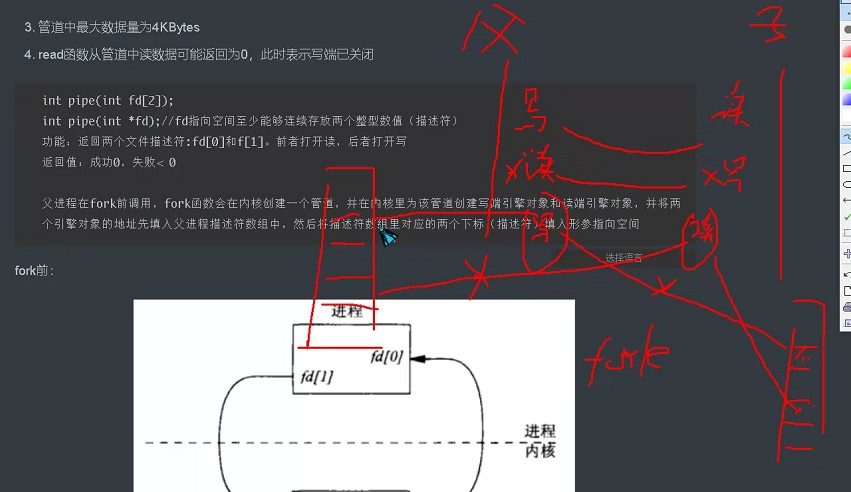 3. 管道中最大数据量为4KBytes
4. read函数从管道中读数据可能返回为0，此时表示写端已关闭
父 子
写 读
x读 x写
int pipe(int fd[2]);
int pipe(int *fd);//fd指向空间至少能够连续存放两个整型数值（描述符）
功能：返回两个文件描述符:fd[0]和f[1]。前者打开读，后者打开写
返回值：成功0，失败< 0
父进程在fork前调用，fork函数会在内核创建一个管道，并在内核里为该管道创建写端引擎对象和读端引擎对象，并将两
个引擎对象的地址先填入父进程描述符数组中，然后将描述符数组里对应的两个下标（描述符）填入形参指向空间
写 读
选择语言
fork前：
fork
进程
fd[0]
fd[1]
进程
内核